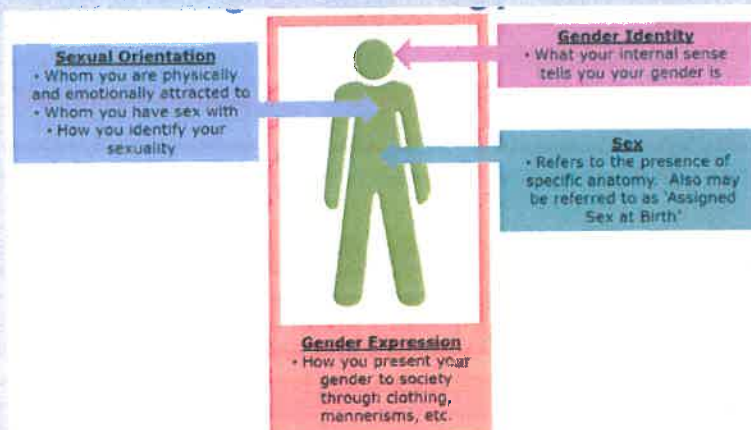 Sexual Orientation
• Whom you are physically
and emotionally attracted to
• Whom you have sex with
• How you identify your
sexuality
Gender Identity
• What your internal sense
tells you your gender is
Sex
• Refers to the presence of
specific anatomy. Also may
be referred to as 'Assigned
Sex at Birth'
Gender Expression
• How you present your
gender to society
through clothing,
mannerisms, etc.